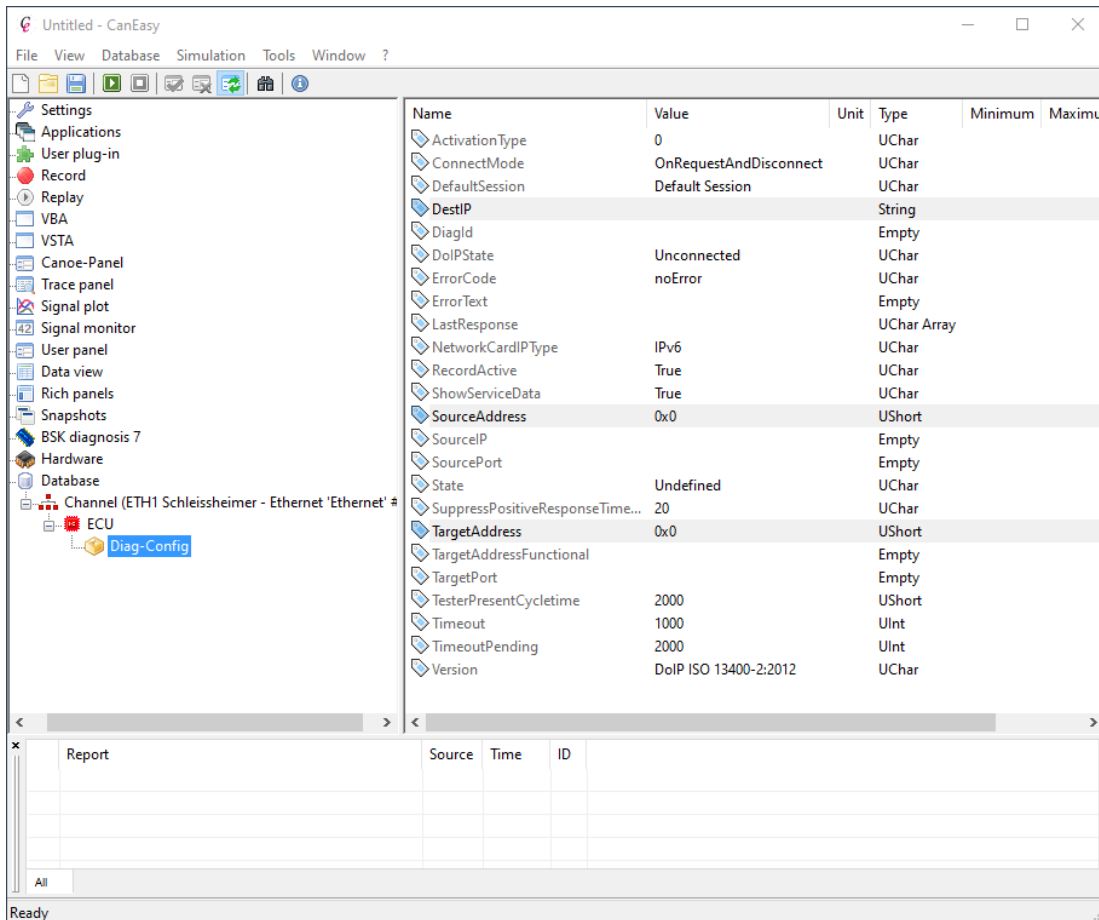 Untitled - CanEasy
File View Database Simulation Tools Window ?
Settings
Applications
User plug-in
Record
Replay
VBA
VSTA
Canoe-Panel
Trace panel
Signal plot
42 Signal monitor
User panel
Data view
Rich panels
Snapshots
BSK diagnosis 7
Hardware
Database
Channel (ETH1 Schleissheimer - Ethernet 'Ethernet' #
ECU
Diag-Config
Name Value Unit Type Minimum Maximu
ActivationType 0 UChar
ConnectMode OnRequestAndDisconnect UChar
DefaultSession Default Session UChar
DestIP String
DiagId Empty
DoIPState Unconnected UChar
ErrorCode noError UChar
ErrorText Empty
LastResponse UChar Array
NetworkCardIPType IPv6 UChar
RecordActive True UChar
ShowServiceData True UChar
SourceAddress 0x0 UShort
SourceIP Empty
SourcePort Empty
State Undefined UChar
SuppressPositiveResponseTime... 20 UChar
TargetAddress 0x0 UShort
TargetAddressFunctional Empty
TargetPort Empty
TesterPresentCycletime 2000 UShort
Timeout 1000 UInt
TimeoutPending 2000 UInt
Version DoIP ISO 13400-2:2012 UChar
Report Source Time ID
All
Ready